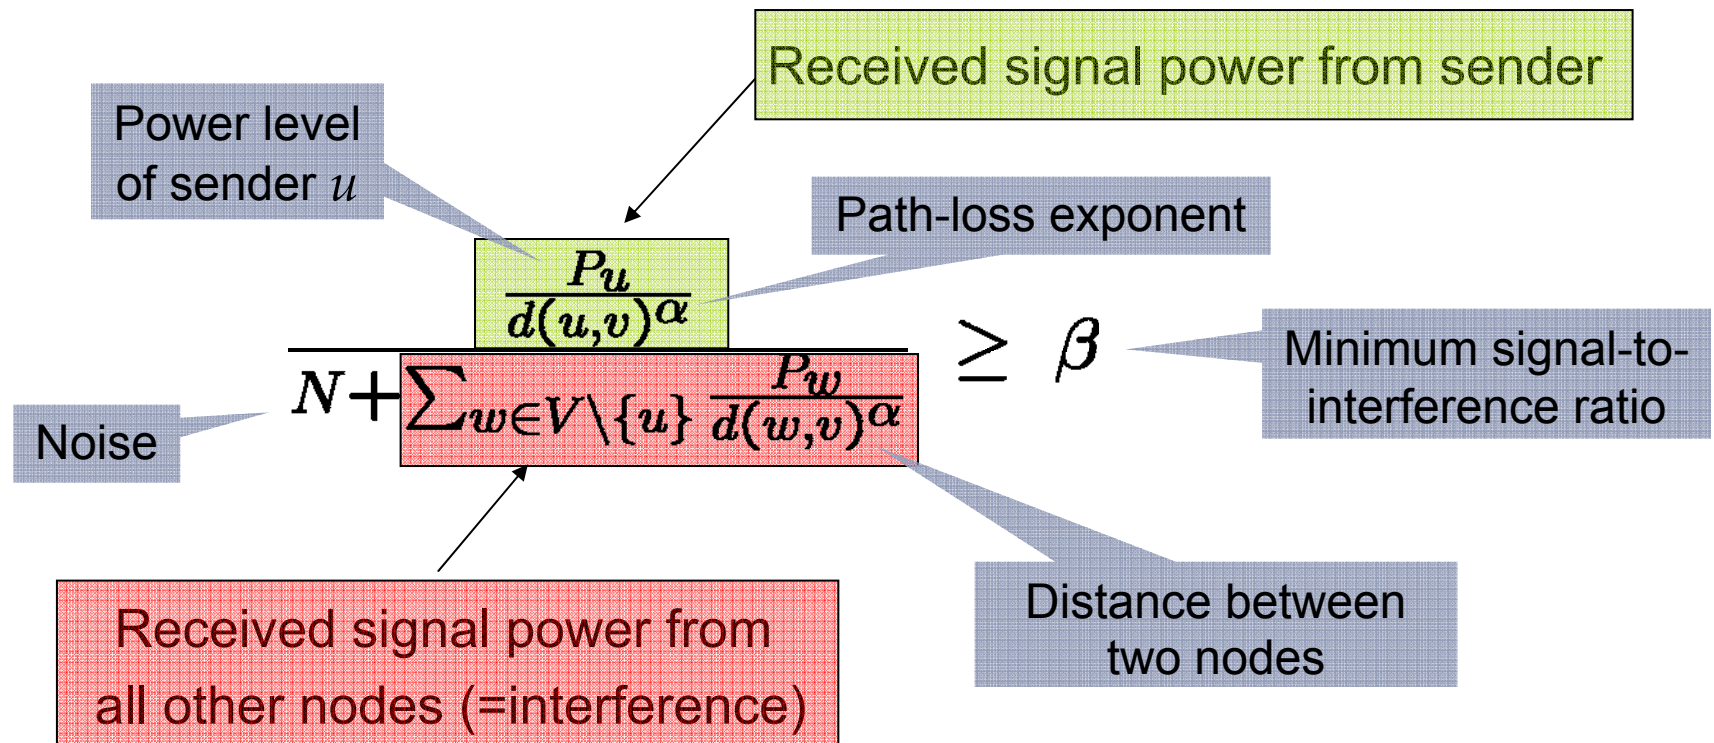 Received signal power from sender
Power level
of sender u
Path-loss exponent
P_u
d(u,v)^α
≥ β
Minimum signal-to-
interference ratio
N+∑_{w∈V\{u}} P_w
d(w,v)^α
Noise
Distance between
two nodes
Received signal power from
all other nodes (=interference)